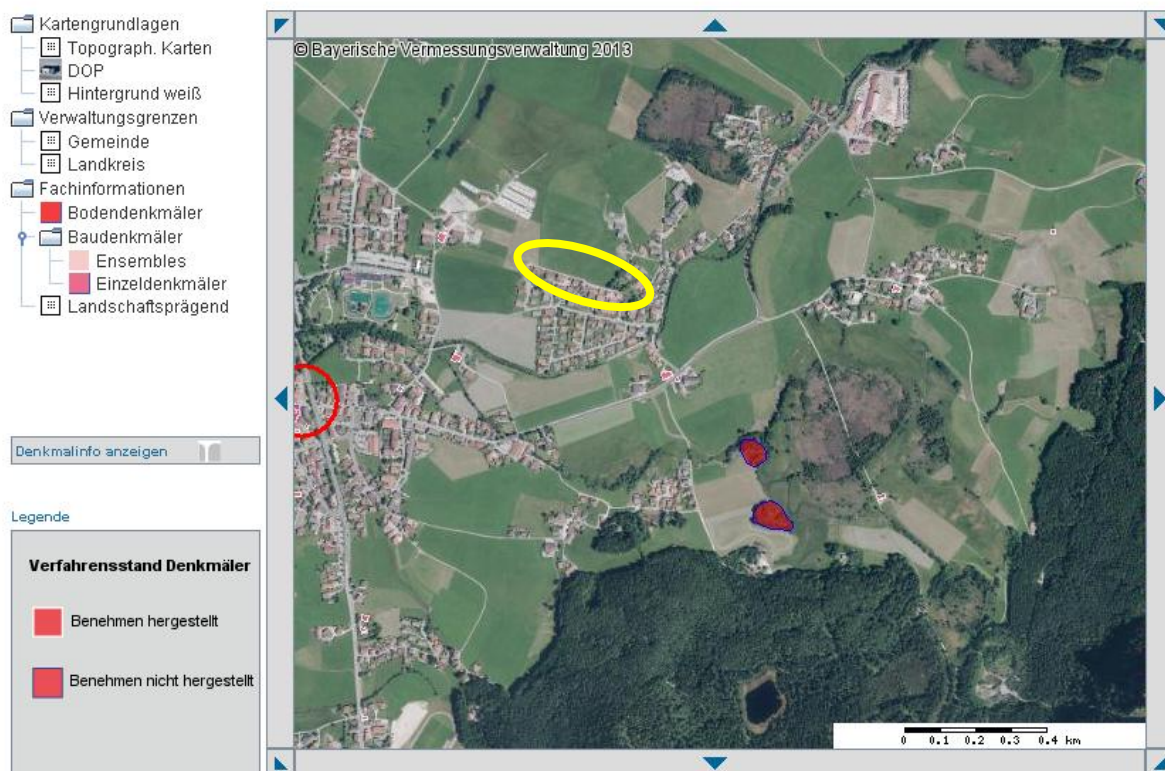 Kartengrundlagen
Topograph. Karten
DOP
Hintergrund weiß
Verwaltungsgrenzen
Gemeinde
Landkreis
Fachinformationen
Bodendenkmäler
Baudenkmäler
Ensembles
Einzeldenkmäler
Landschaftsprägend
Denkmalinfo anzeigen
Legende
Verfahrensstand Denkmäler
Benehmen hergestellt
Benehmen nicht hergestellt
© Bayerische Vermessungsverwaltung 2013
0 0.1 0.2 0.3 0.4 km